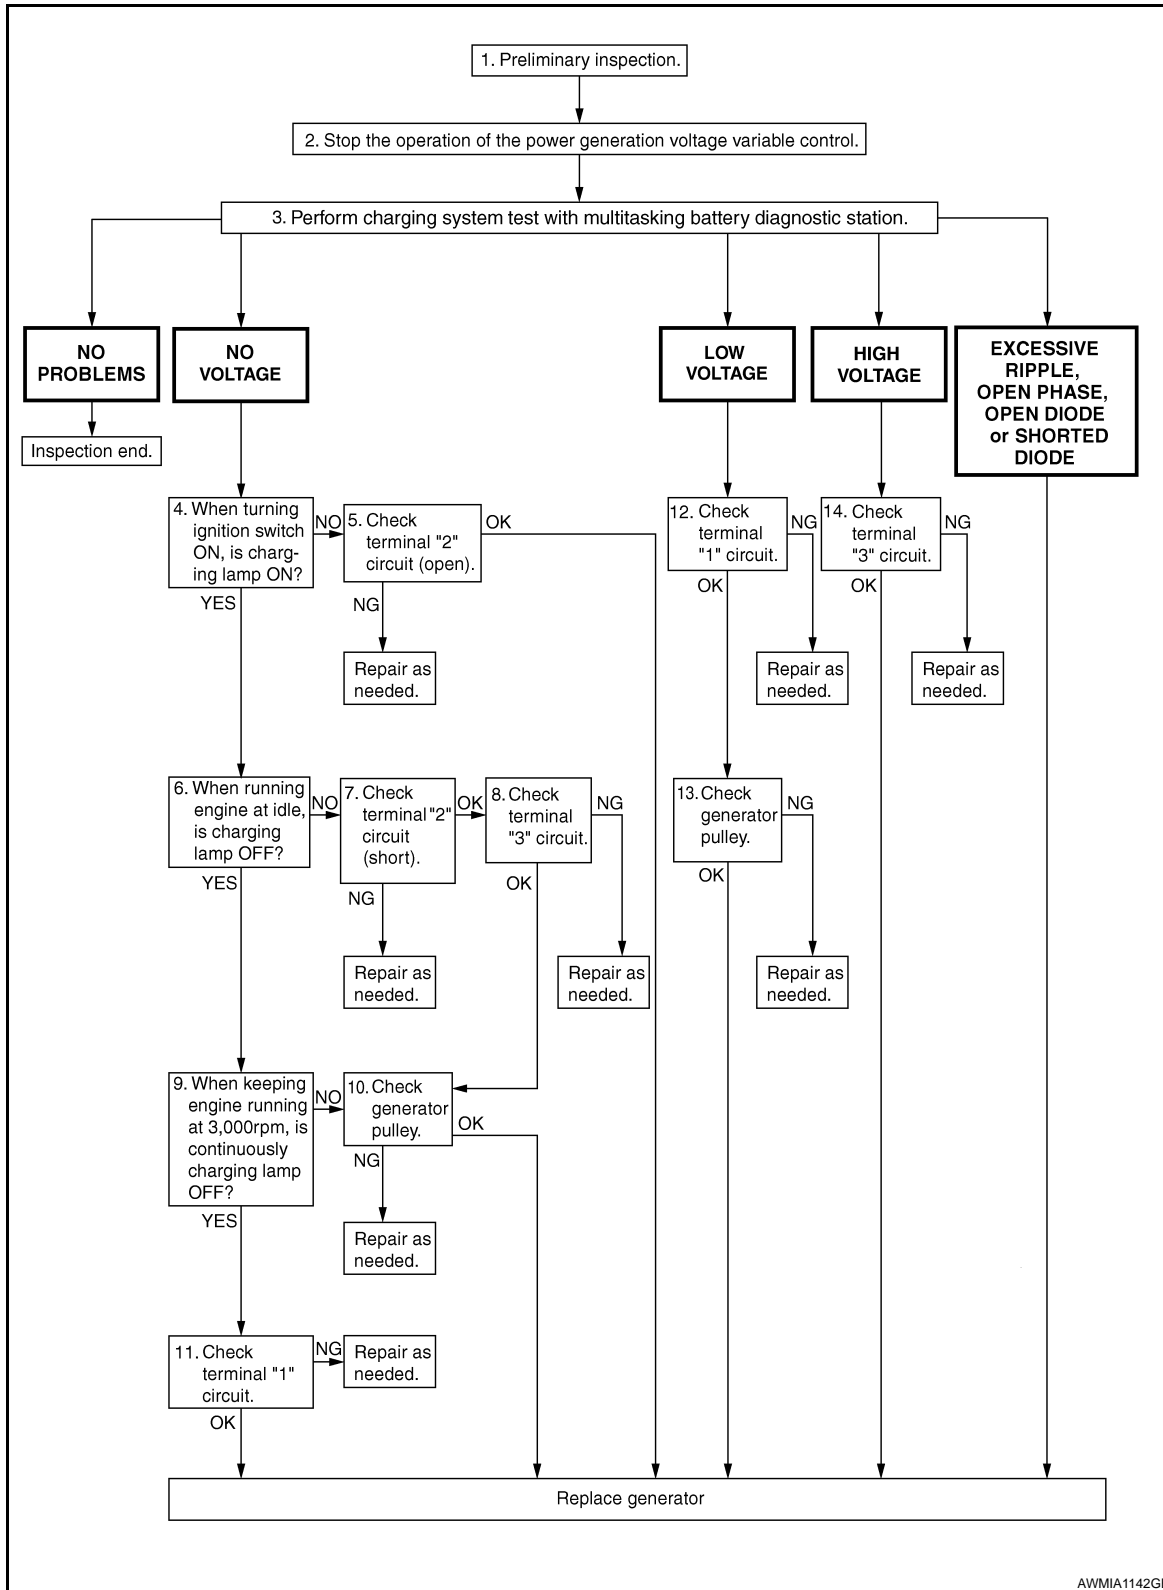 1. Preliminary inspection.
2. Stop the operation of the power generation voltage variable control.
3. Perform charging system test with multitasking battery diagnostic station.
NO
PROBLEMS
NO
VOLTAGE
LOW
VOLTAGE
HIGH
VOLTAGE
EXCESSIVE
RIPPLE,
OPEN PHASE,
OPEN DIODE
or SHORTED
DIODE
Inspection end.
4. When turning
ignition switch
ON, is charg-
ing lamp ON?
NO
YES
5. Check
terminal "2"
circuit (open).
OK
NG
Repair as
needed.
12. Check
terminal
"1" circuit.
NG
OK
Repair as
needed.
14. Check
terminal
"3" circuit.
NG
OK
Repair as
needed.
6. When running
engine at idle,
is charging
lamp OFF?
NO
YES
7. Check
terminal "2"
circuit
(short).
OK
NG
Repair as
needed.
8. Check
terminal
"3" circuit.
NG
OK
Repair as
needed.
13. Check
generator
pulley.
NG
OK
Repair as
needed.
9. When keeping
engine running
at 3,000rpm, is
continuously
charging lamp
OFF?
NO
YES
10. Check
generator
pulley.
OK
NG
Repair as
needed.
11. Check
terminal "1"
circuit.
NG
OK
Repair as
needed.
Replace generator